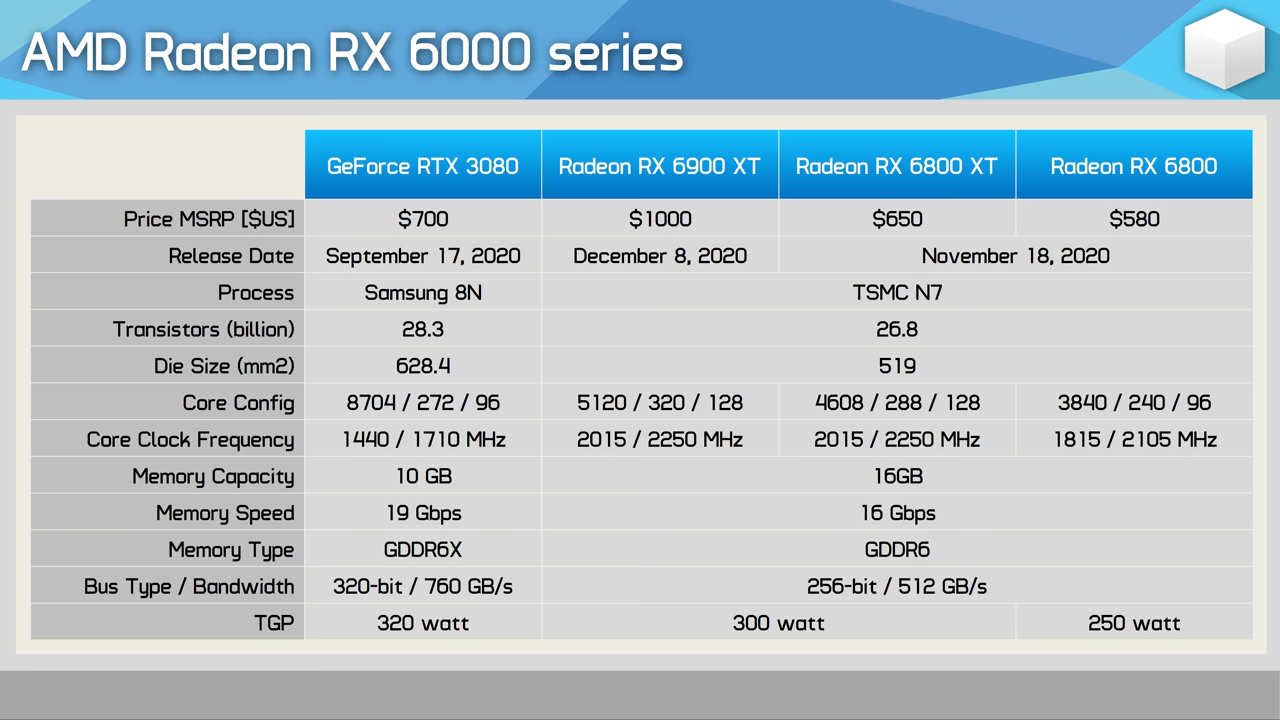 AMD Radeon RX 6000 series
GeForce RTX 3080 Radeon RX 6900 XT Radeon RX 6800 XT Radeon RX 6800
Price MSRP [$US] $700 $1000 $650 $580
Release Date September 17, 2020 December 8, 2020 November 18, 2020
Process Samsung 8N TSMC N7
Transistors (billion) 28.3 26.8
Die Size (mm2) 628.4 519
Core Config 8704 / 272 / 96 5120 / 320 / 128 4608 / 288 / 128 3840 / 240 / 96
Core Clock Frequency 1440 / 1710 MHz 2015 / 2250 MHz 2015 / 2250 MHz 1815 / 2105 MHz
Memory Capacity 10 GB 16GB
Memory Speed 19 Gbps 16 Gbps
Memory Type GDDR6X GDDR6
Bus Type / Bandwidth 320-bit / 760 GB/s 256-bit / 512 GB/s
TGP 320 watt 300 watt 250 watt